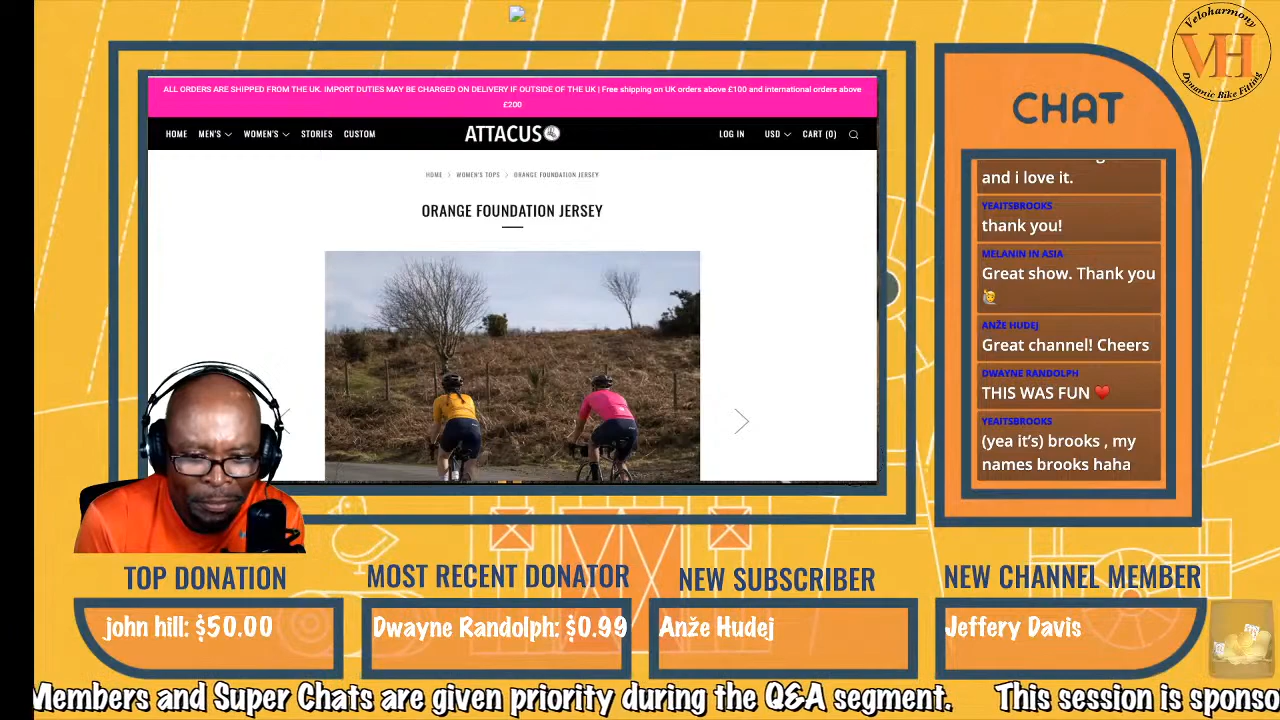 Veloharmony
VH
Dynamic Bike Fitting
ALL ORDERS ARE SHIPPED FROM THE UK. IMPORT DUTIES MAY BE CHARGED ON DELIVERY IF OUTSIDE OF THE UK | Free shipping on UK orders above £100 and international orders above
£200
HOME MEN'S WOMEN'S STORIES CUSTOM ATTACUS LOG IN USD CART (0)
HOME > WOMEN'S TOPS > ORANGE FOUNDATION JERSEY
ORANGE FOUNDATION JERSEY
CHAT
and i love it.
YEAITSBROOKS
thank you!
MELANIN IN ASIA
Great show. Thank you
ANŽE HUDEJ
Great channel! Cheers
DWAYNE RANDOLPH
THIS WAS FUN
YEAITSBROOKS
(yea it's) brooks , my
names brooks haha
TOP DONATION
john hill: $50.00
MOST RECENT DONATOR
Dwayne Randolph: $0.99
NEW SUBSCRIBER
Anže Hudej
NEW CHANNEL MEMBER
Jeffery Davis
Members and Super Chats are given priority during the Q&A segment. This session is sponso